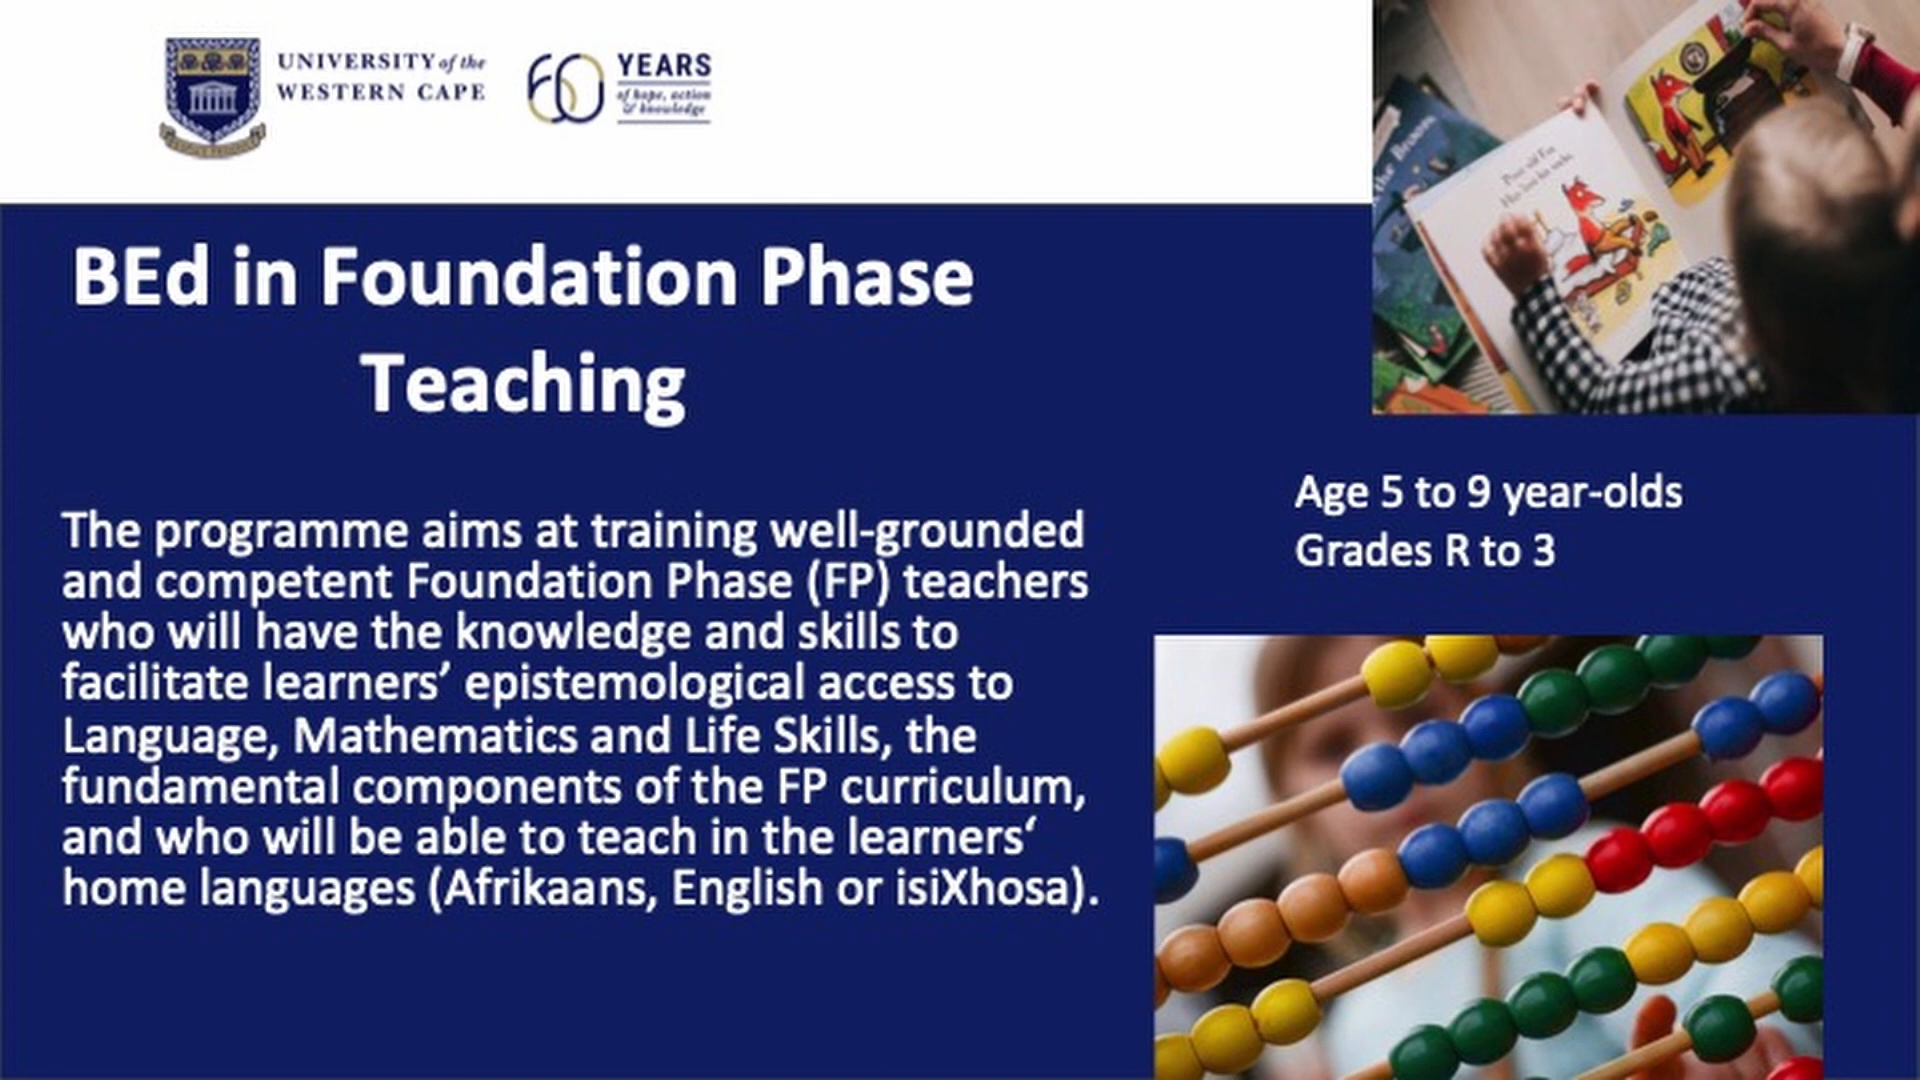 UNIVERSITY of the
WESTERN CAPE
60 YEARS
of hope, action
& knowledge
BEd in Foundation Phase
Teaching
The programme aims at training well-grounded
and competent Foundation Phase (FP) teachers
who will have the knowledge and skills to
facilitate learners’ epistemological access to
Language, Mathematics and Life Skills, the
fundamental components of the FP curriculum,
and who will be able to teach in the learners‘
home languages (Afrikaans, English or isiXhosa).
Age 5 to 9 year-olds
Grades R to 3